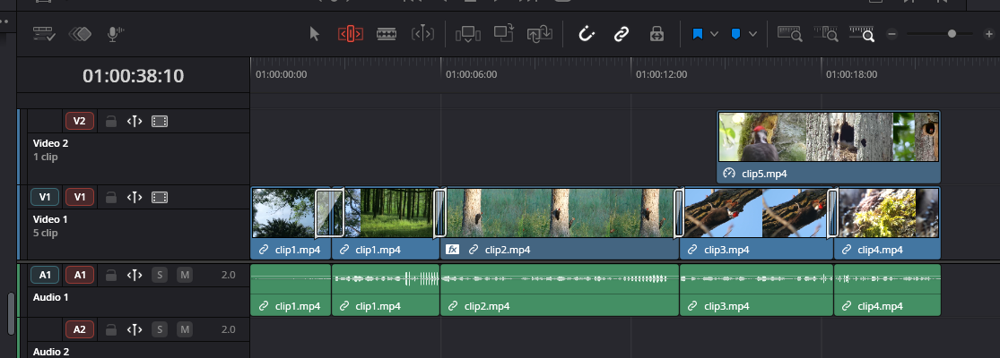 01:00:38:10
01:00:00:00 01:00:06:00 01:00:12:00 01:00:18:00
V2
Video 2
1 clip
clip5.mp4
V1 V1
Video 1
5 clip
clip1.mp4 clip1.mp4 fx clip2.mp4 clip3.mp4 clip4.mp4
A1 A1 S M 2.0
Audio 1
clip1.mp4 clip1.mp4 clip2.mp4 clip3.mp4 clip4.mp4
A2 S M 2.0
Audio 2